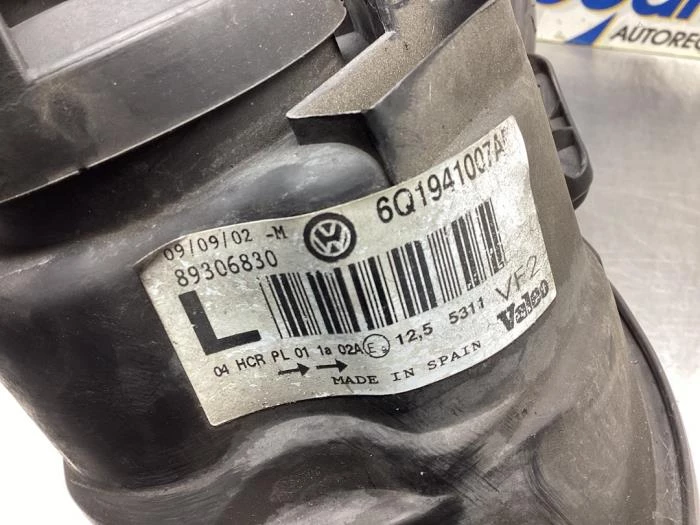 AUTOREC
09/09/02 -M
6Q1941007A
89306830
L
5311 VF2
04 HCR PL 01 1a 02A E9 12,5
Valeo
MADE IN SPAIN